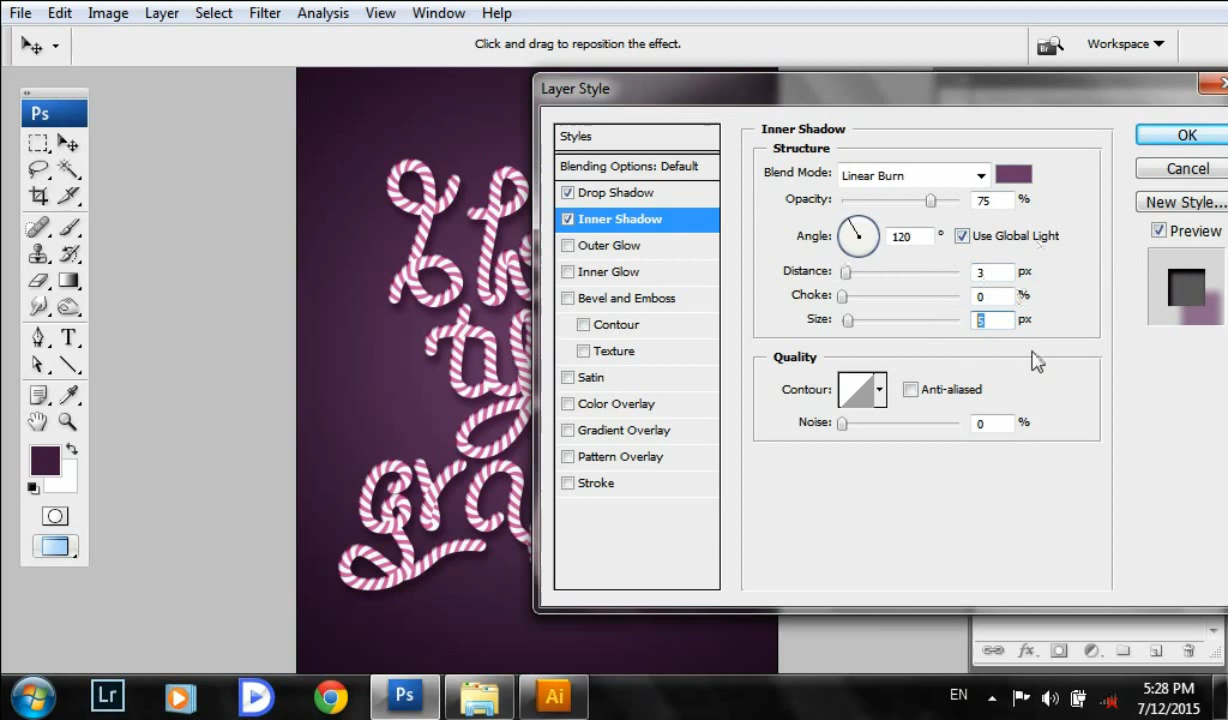 File Edit Image Layer Select Filter Analysis View Window Help
Click and drag to reposition the effect.
Br
Workspace
Ps
T
Layer Style
Styles
Blending Options: Default
Drop Shadow
Inner Shadow
Outer Glow
Inner Glow
Bevel and Emboss
Contour
Texture
Satin
Color Overlay
Gradient Overlay
Pattern Overlay
Stroke
Inner Shadow
Structure
Blend Mode: Linear Burn
Opacity: 75 %
Angle: 120 ° Use Global Light
Distance: 3 px
Choke: 0 %
Size: 5 px
Quality
Contour: Anti-aliased
Noise: 0 %
OK
Cancel
New Style...
Preview
fx.
Lr
Ps
Ai
EN
5:28 PM
7/12/2015